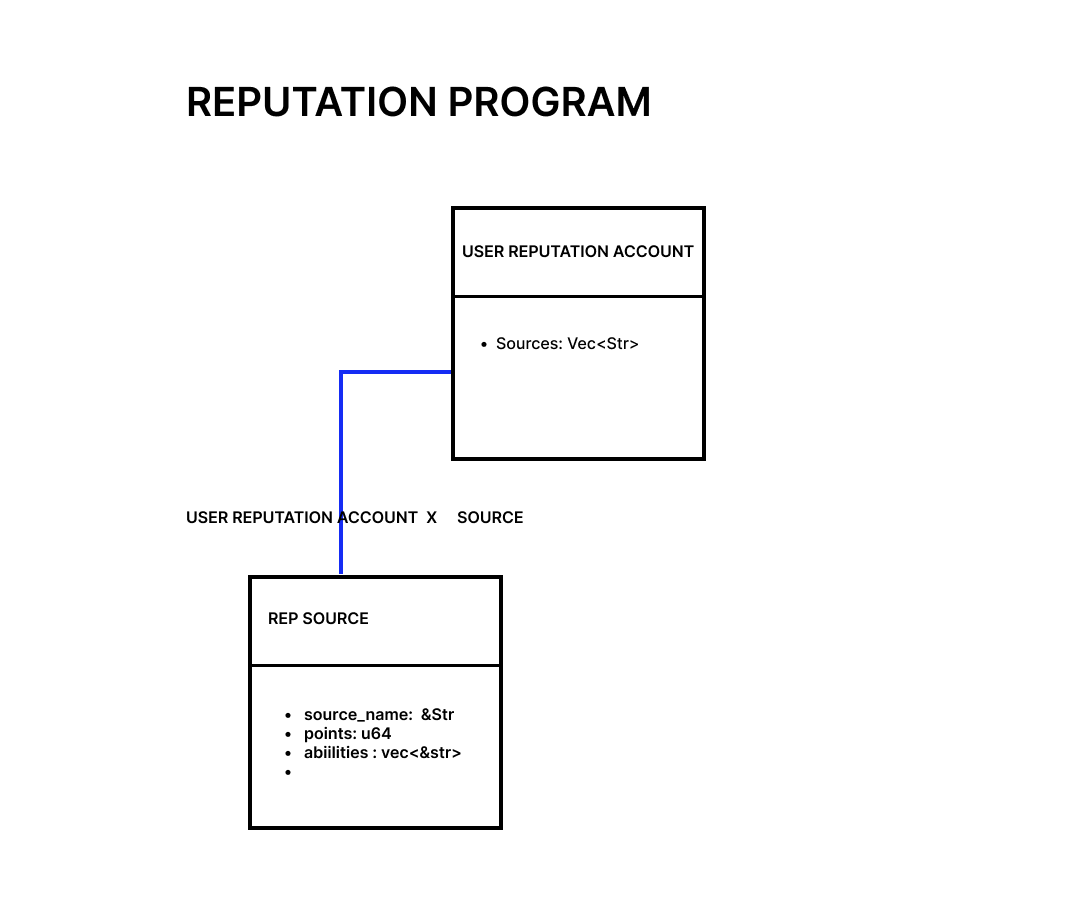 REPUTATION PROGRAM
USER REPUTATION ACCOUNT
• Sources: Vec<Str>
USER REPUTATION ACCOUNT X SOURCE
REP SOURCE
• source_name: &Str
• points: u64
• abiilities : vec<&str>
•